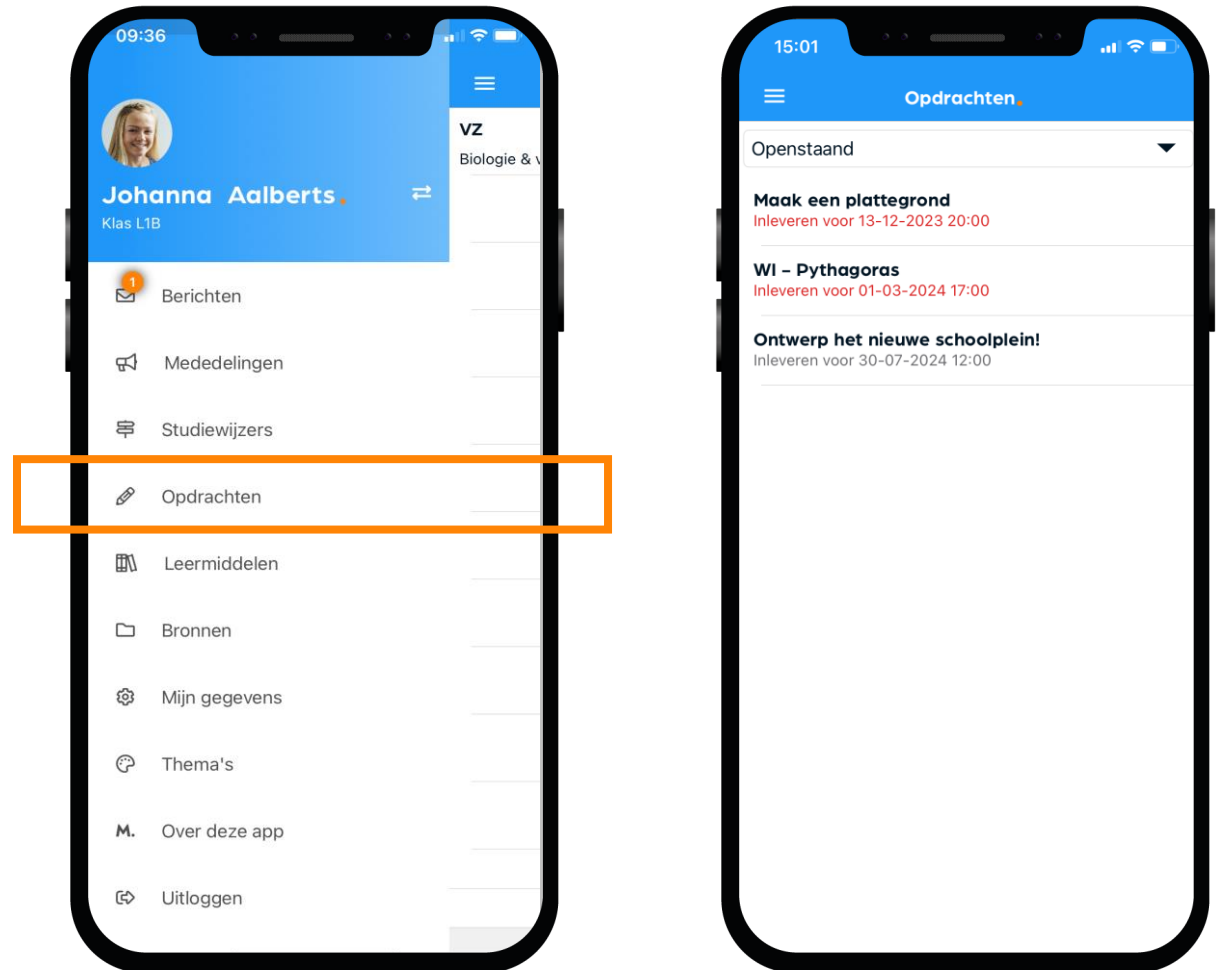 09:36
VZ
Biologie &
Johanna Aalberts.
Klas L1B
1
Berichten
Mededelingen
Studiewijzers
Opdrachten
Leermiddelen
Bronnen
Mijn gegevens
Thema's
M. Over deze app
Uitloggen
15:01
Opdrachten.
Openstaand
Maak een plattegrond
Inleveren voor 13-12-2023 20:00
WI – Pythagoras
Inleveren voor 01-03-2024 17:00
Ontwerp het nieuwe schoolplein!
Inleveren voor 30-07-2024 12:00